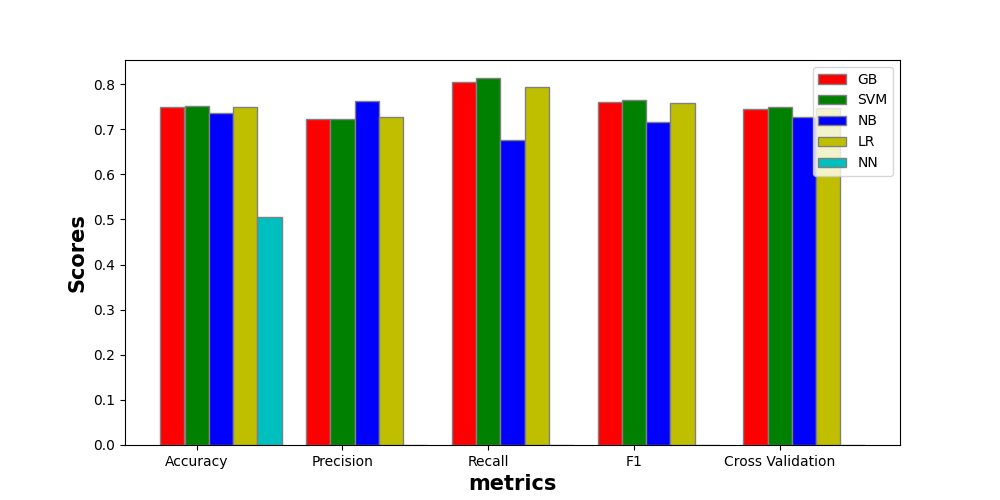 GB
SVM
NB
LR
NN
Scores
0.8
0.7
0.6
0.5
0.4
0.3
0.2
0.1
0.0
Accuracy Precision Recall F1 Cross Validation
metrics